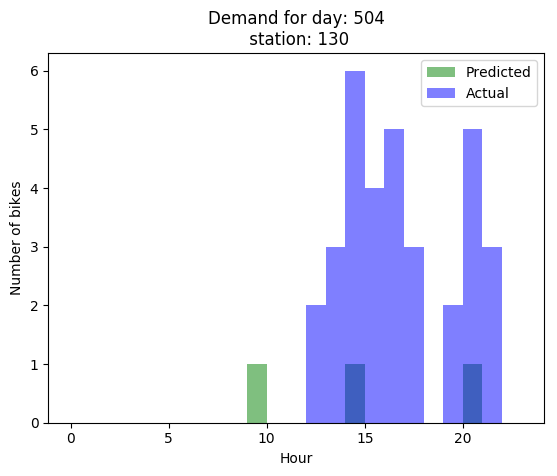 Demand for day: 504
station: 130
Predicted
Actual
Number of bikes
6
5
4
3
2
1
0
0
5
10
15
20
Hour